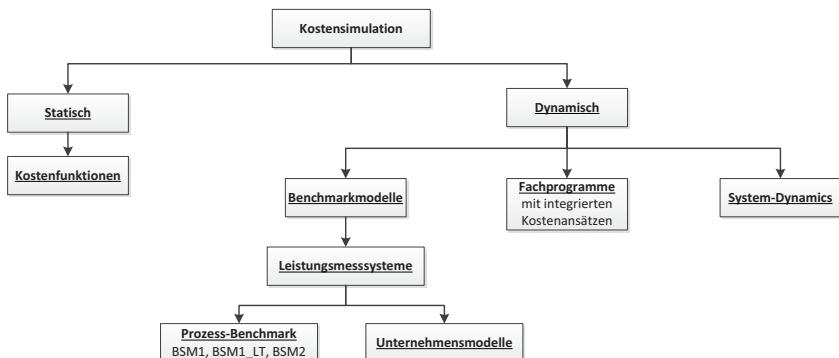 Kostensimulation
Statisch
Dynamisch
Kostenfunktionen
Benchmarkmodelle
Fachprogramme
mit integrierten
Kostenansätzen
System-Dynamics
Leistungsmesssysteme
Prozess-Benchmark
BSM1, BSM1_LT, BSM2
Unternehmensmodelle